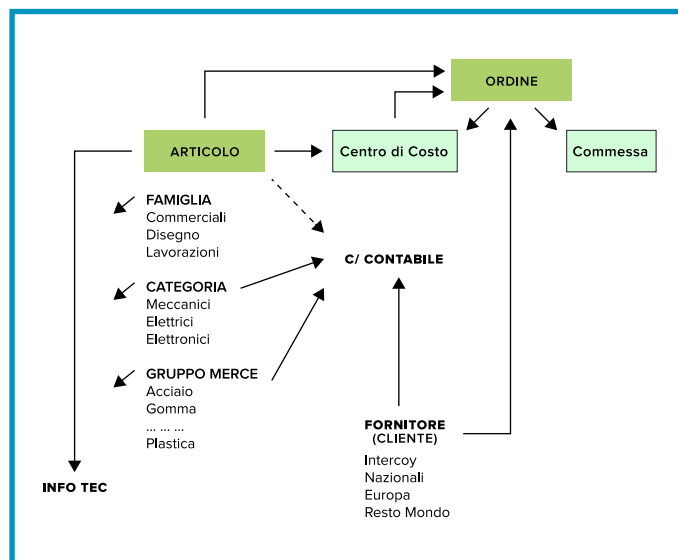 ORDINE
ARTICOLO
Centro di Costo
Commessa
FAMIGLIA
Commerciali
Disegno
Lavorazioni
C/ CONTABILE
CATEGORIA
Meccanici
Elettrici
Elettronici
GRUPPO MERCE
Acciaio
Gomma
... ... ...
Plastica
FORNITORE
(CLIENTE)
Intercoy
Nazionali
Europa
Resto Mondo
INFO TEC